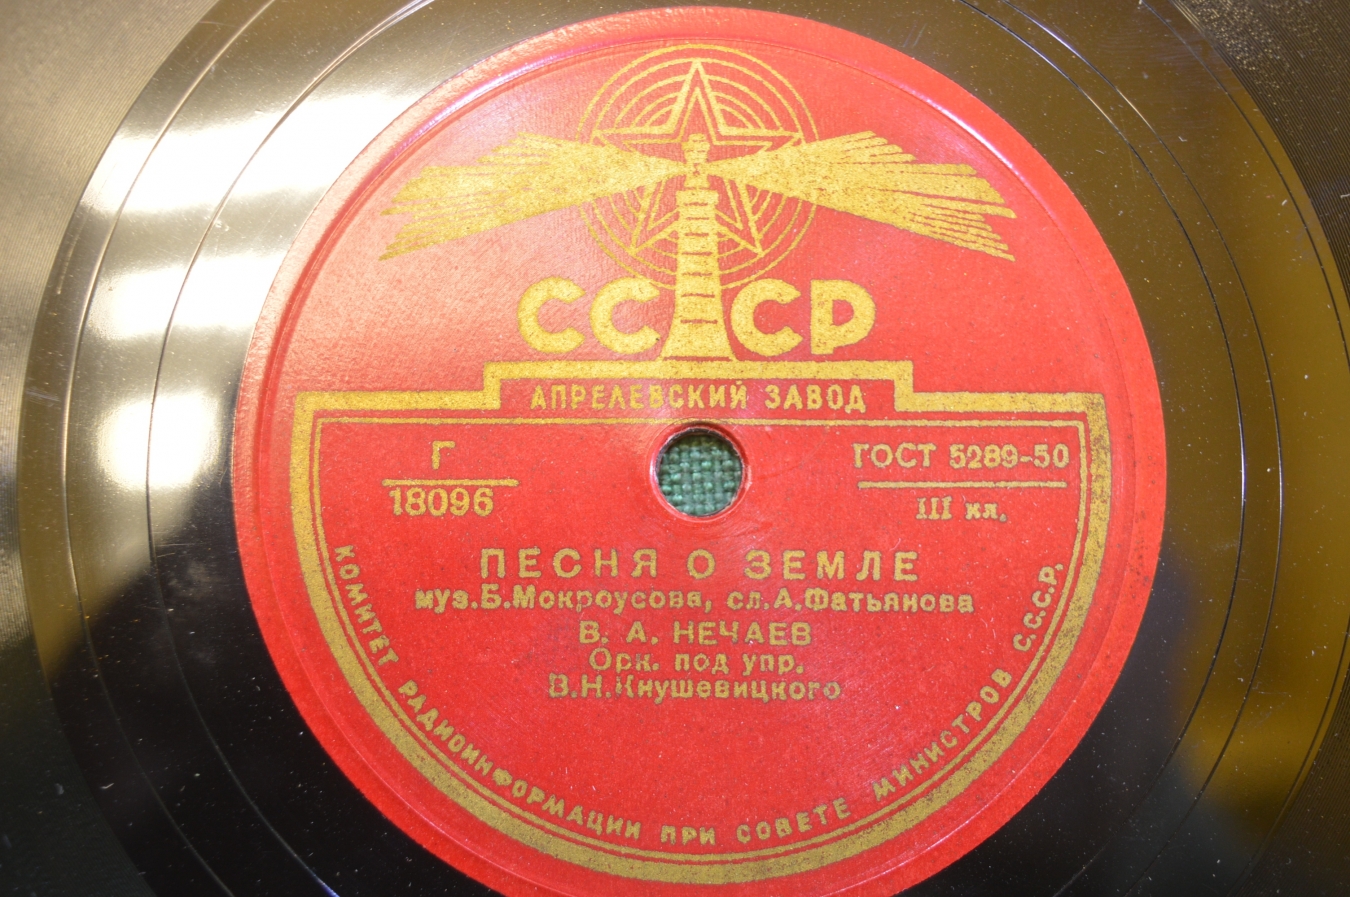 СССР
АПРЕЛЕВСКИЙ ЗАВОД
Г
18096
ГОСТ 5289-50
III кл.
ПЕСНЯ О ЗЕМЛЕ
муз.Б.Мокроусова, сл.А.Фатьянова
В. А. НЕЧАЕВ
Орк. под упр.
В.Н.Кнушевицкого
КОМИТЕТ РАДИОИНФОРМАЦИИ ПРИ СОВЕТЕ МИНИСТРОВ С.С.С.Р.